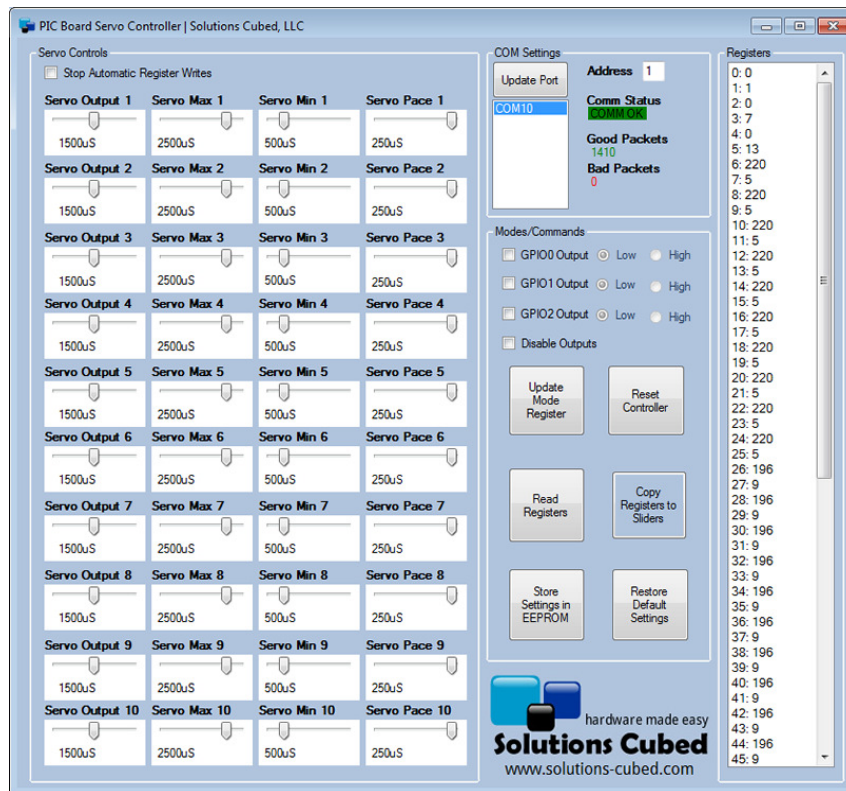 PIC Board Servo Controller | Solutions Cubed, LLC
Servo Controls
Stop Automatic Register Writes
Servo Output 1 Servo Max 1 Servo Min 1 Servo Pace 1
1500uS 2500uS 500uS 250uS
Servo Output 2 Servo Max 2 Servo Min 2 Servo Pace 2
1500uS 2500uS 500uS 250uS
Servo Output 3 Servo Max 3 Servo Min 3 Servo Pace 3
1500uS 2500uS 500uS 250uS
Servo Output 4 Servo Max 4 Servo Min 4 Servo Pace 4
1500uS 2500uS 500uS 250uS
Servo Output 5 Servo Max 5 Servo Min 5 Servo Pace 5
1500uS 2500uS 500uS 250uS
Servo Output 6 Servo Max 6 Servo Min 6 Servo Pace 6
1500uS 2500uS 500uS 250uS
Servo Output 7 Servo Max 7 Servo Min 7 Servo Pace 7
1500uS 2500uS 500uS 250uS
Servo Output 8 Servo Max 8 Servo Min 8 Servo Pace 8
1500uS 2500uS 500uS 250uS
Servo Output 9 Servo Max 9 Servo Min 9 Servo Pace 9
1500uS 2500uS 500uS 250uS
Servo Output 10 Servo Max 10 Servo Min 10 Servo Pace 10
1500uS 2500uS 500uS 250uS
COM Settings
Update Port
COM10
Address 1
Comm Status
COMM OK
Good Packets
1410
Bad Packets
0
Modes/Commands
GPIO0 Output Low High
GPIO1 Output Low High
GPIO2 Output Low High
Disable Outputs
Update
Mode
Register
Reset
Controller
Read
Registers
Copy
Registers to
Sliders
Store
Settings in
EEPROM
Restore
Default
Settings
hardware made easy
Solutions Cubed
www.solutions-cubed.com
Registers
0: 0
1: 1
2: 0
3: 7
4: 0
5: 13
6: 220
7: 5
8: 220
9: 5
10: 220
11: 5
12: 220
13: 5
14: 220
15: 5
16: 220
17: 5
18: 220
19: 5
20: 220
21: 5
22: 220
23: 5
24: 220
25: 5
26: 196
27: 9
28: 196
29: 9
30: 196
31: 9
32: 196
33: 9
34: 196
35: 9
36: 196
37: 9
38: 196
39: 9
40: 196
41: 9
42: 196
43: 9
44: 196
45: 9